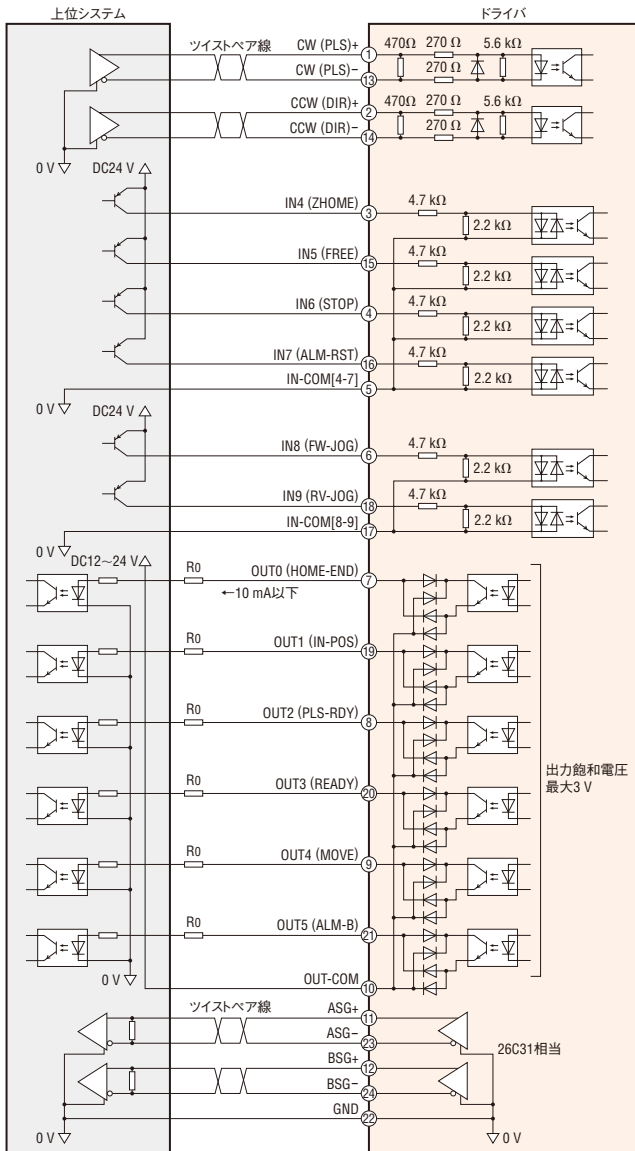 上位システム
ドライバ
ツイストペア線 CW (PLS)+ 1 470Ω 270 Ω 5.6 kΩ
CW (PLS)− 13 270 Ω
CCW (DIR)+ 2 470Ω 270 Ω 5.6 kΩ
CCW (DIR)− 14 270 Ω
0 V DC24 V
IN4 (ZHOME) 3 4.7 kΩ
2.2 kΩ
IN5 (FREE) 15 4.7 kΩ
2.2 kΩ
IN6 (STOP) 4 4.7 kΩ
2.2 kΩ
IN7 (ALM-RST) 16 4.7 kΩ
IN-COM[4-7] 5 2.2 kΩ
0 V
DC24 V
IN8 (FW-JOG) 6 4.7 kΩ
2.2 kΩ
IN9 (RV-JOG) 18 4.7 kΩ
IN-COM[8-9] 17 2.2 kΩ
0 V
DC12~24 V
R0 OUT0 (HOME-END) 7
←10 mA以下
R0 OUT1 (IN-POS) 19
R0 OUT2 (PLS-RDY) 8
出力飽和電圧
最大3 V
R0 OUT3 (READY) 20
R0 OUT4 (MOVE) 9
R0 OUT5 (ALM-B) 21
0 V OUT-COM 10
ツイストペア線 ASG+ 11
ASG− 23 26C31相当
BSG+ 12
BSG− 24
GND 22
0 V 0 V